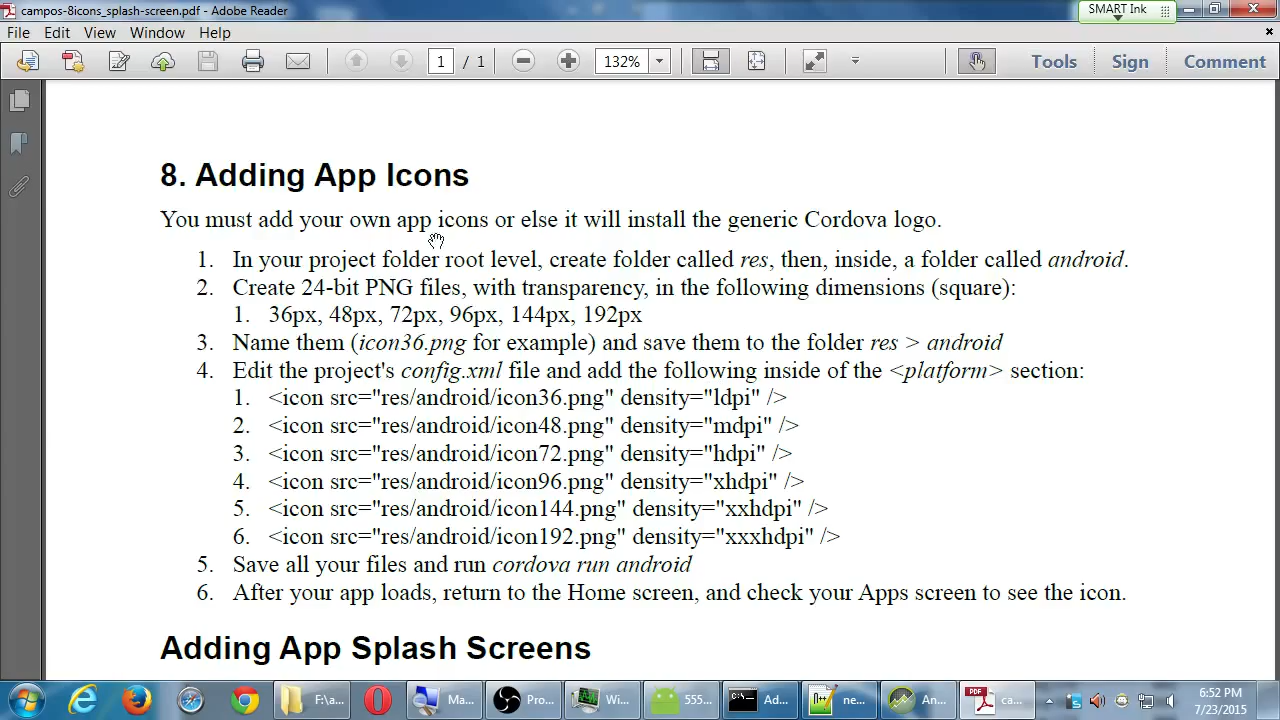 campos-8icons_splash-screen.pdf - Adobe Reader
SMART Ink
File Edit View Window Help
1 / 1 132% Tools Sign Comment
8. Adding App Icons
You must add your own app icons or else it will install the generic Cordova logo.
1. In your project folder root level, create folder called res, then, inside, a folder called android.
2. Create 24-bit PNG files, with transparency, in the following dimensions (square):
1. 36px, 48px, 72px, 96px, 144px, 192px
3. Name them (icon36.png for example) and save them to the folder res > android
4. Edit the project's config.xml file and add the following inside of the <platform> section:
1. <icon src="res/android/icon36.png" density="ldpi" />
2. <icon src="res/android/icon48.png" density="mdpi" />
3. <icon src="res/android/icon72.png" density="hdpi" />
4. <icon src="res/android/icon96.png" density="xhdpi" />
5. <icon src="res/android/icon144.png" density="xxhdpi" />
6. <icon src="res/android/icon192.png" density="xxxhdpi" />
5. Save all your files and run cordova run android
6. After your app loads, return to the Home screen, and check your Apps screen to see the icon.
Adding App Splash Screens
F:\a... Ma... Pro... Wi... 555... Ad... ne... An... PDF ca... 6:52 PM
7/23/2015